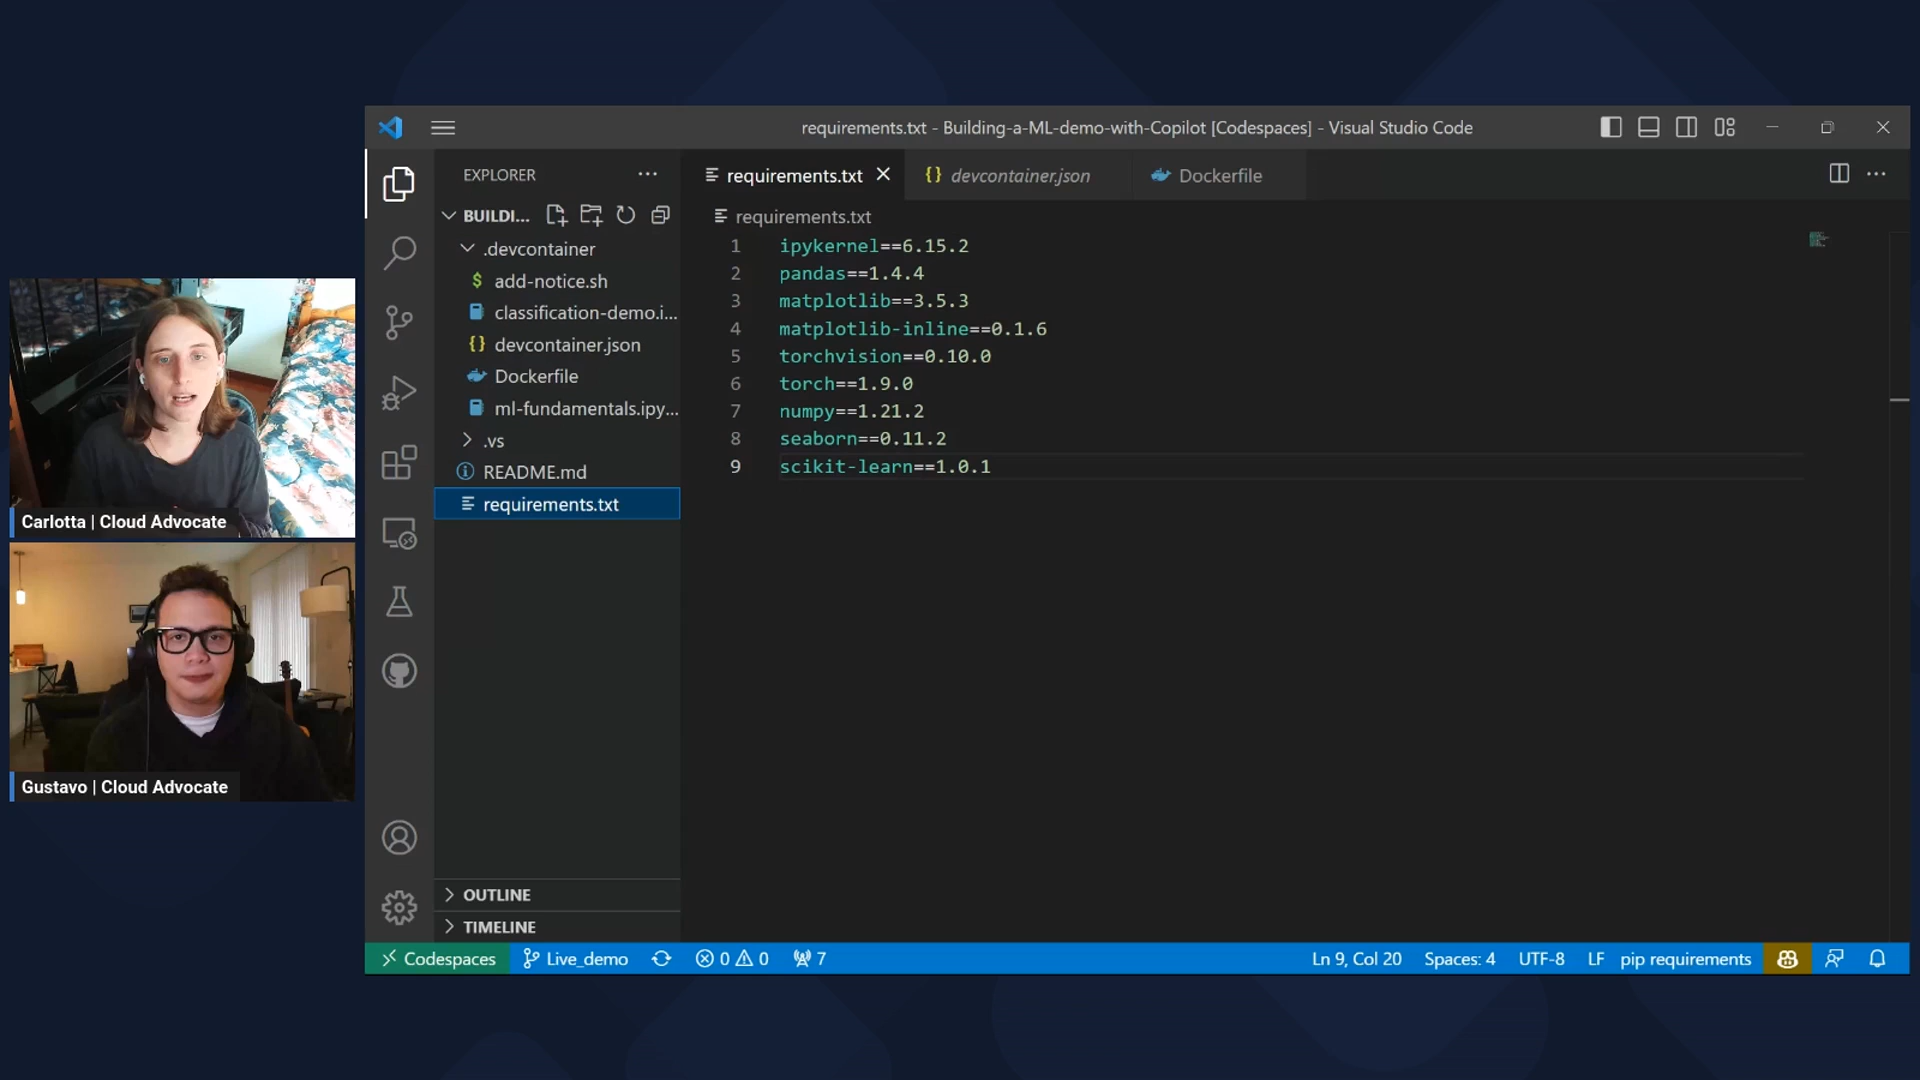 requirements.txt - Building-a-ML-demo-with-Copilot [Codespaces] - Visual Studio Code
EXPLORER
BUILDI...
.devcontainer
$ add-notice.sh
classification-demo.i...
{} devcontainer.json
Dockerfile
ml-fundamentals.ipy...
.vs
README.md
requirements.txt
OUTLINE
TIMELINE
requirements.txt
{} devcontainer.json
Dockerfile
requirements.txt
1 ipykernel==6.15.2
2 pandas==1.4.4
3 matplotlib==3.5.3
4 matplotlib-inline==0.1.6
5 torchvision==0.10.0
6 torch==1.9.0
7 numpy==1.21.2
8 seaborn==0.11.2
9 scikit-learn==1.0.1
Carlotta | Cloud Advocate
Gustavo | Cloud Advocate
Codespaces Live_demo 0 0 7 Ln 9, Col 20 Spaces: 4 UTF-8 LF pip requirements